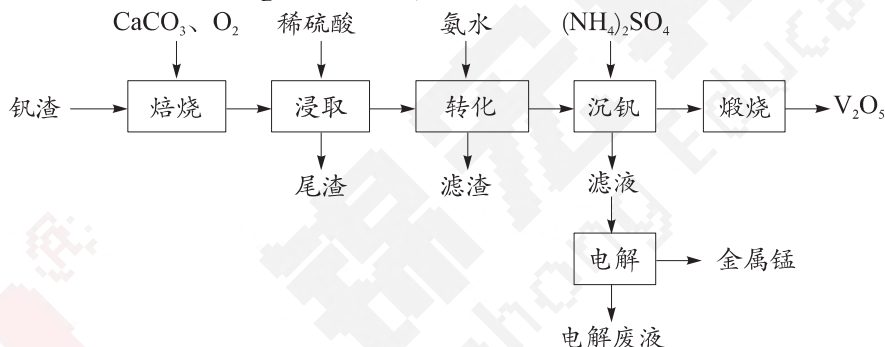 CaCO₃、O₂ 稀硫酸 氨水 (NH₄)₂SO₄
钒渣 焙烧 浸取 转化 沉钒 煅烧 V₂O₅
尾渣 滤渣 滤液
电解 金属锰
电解废液